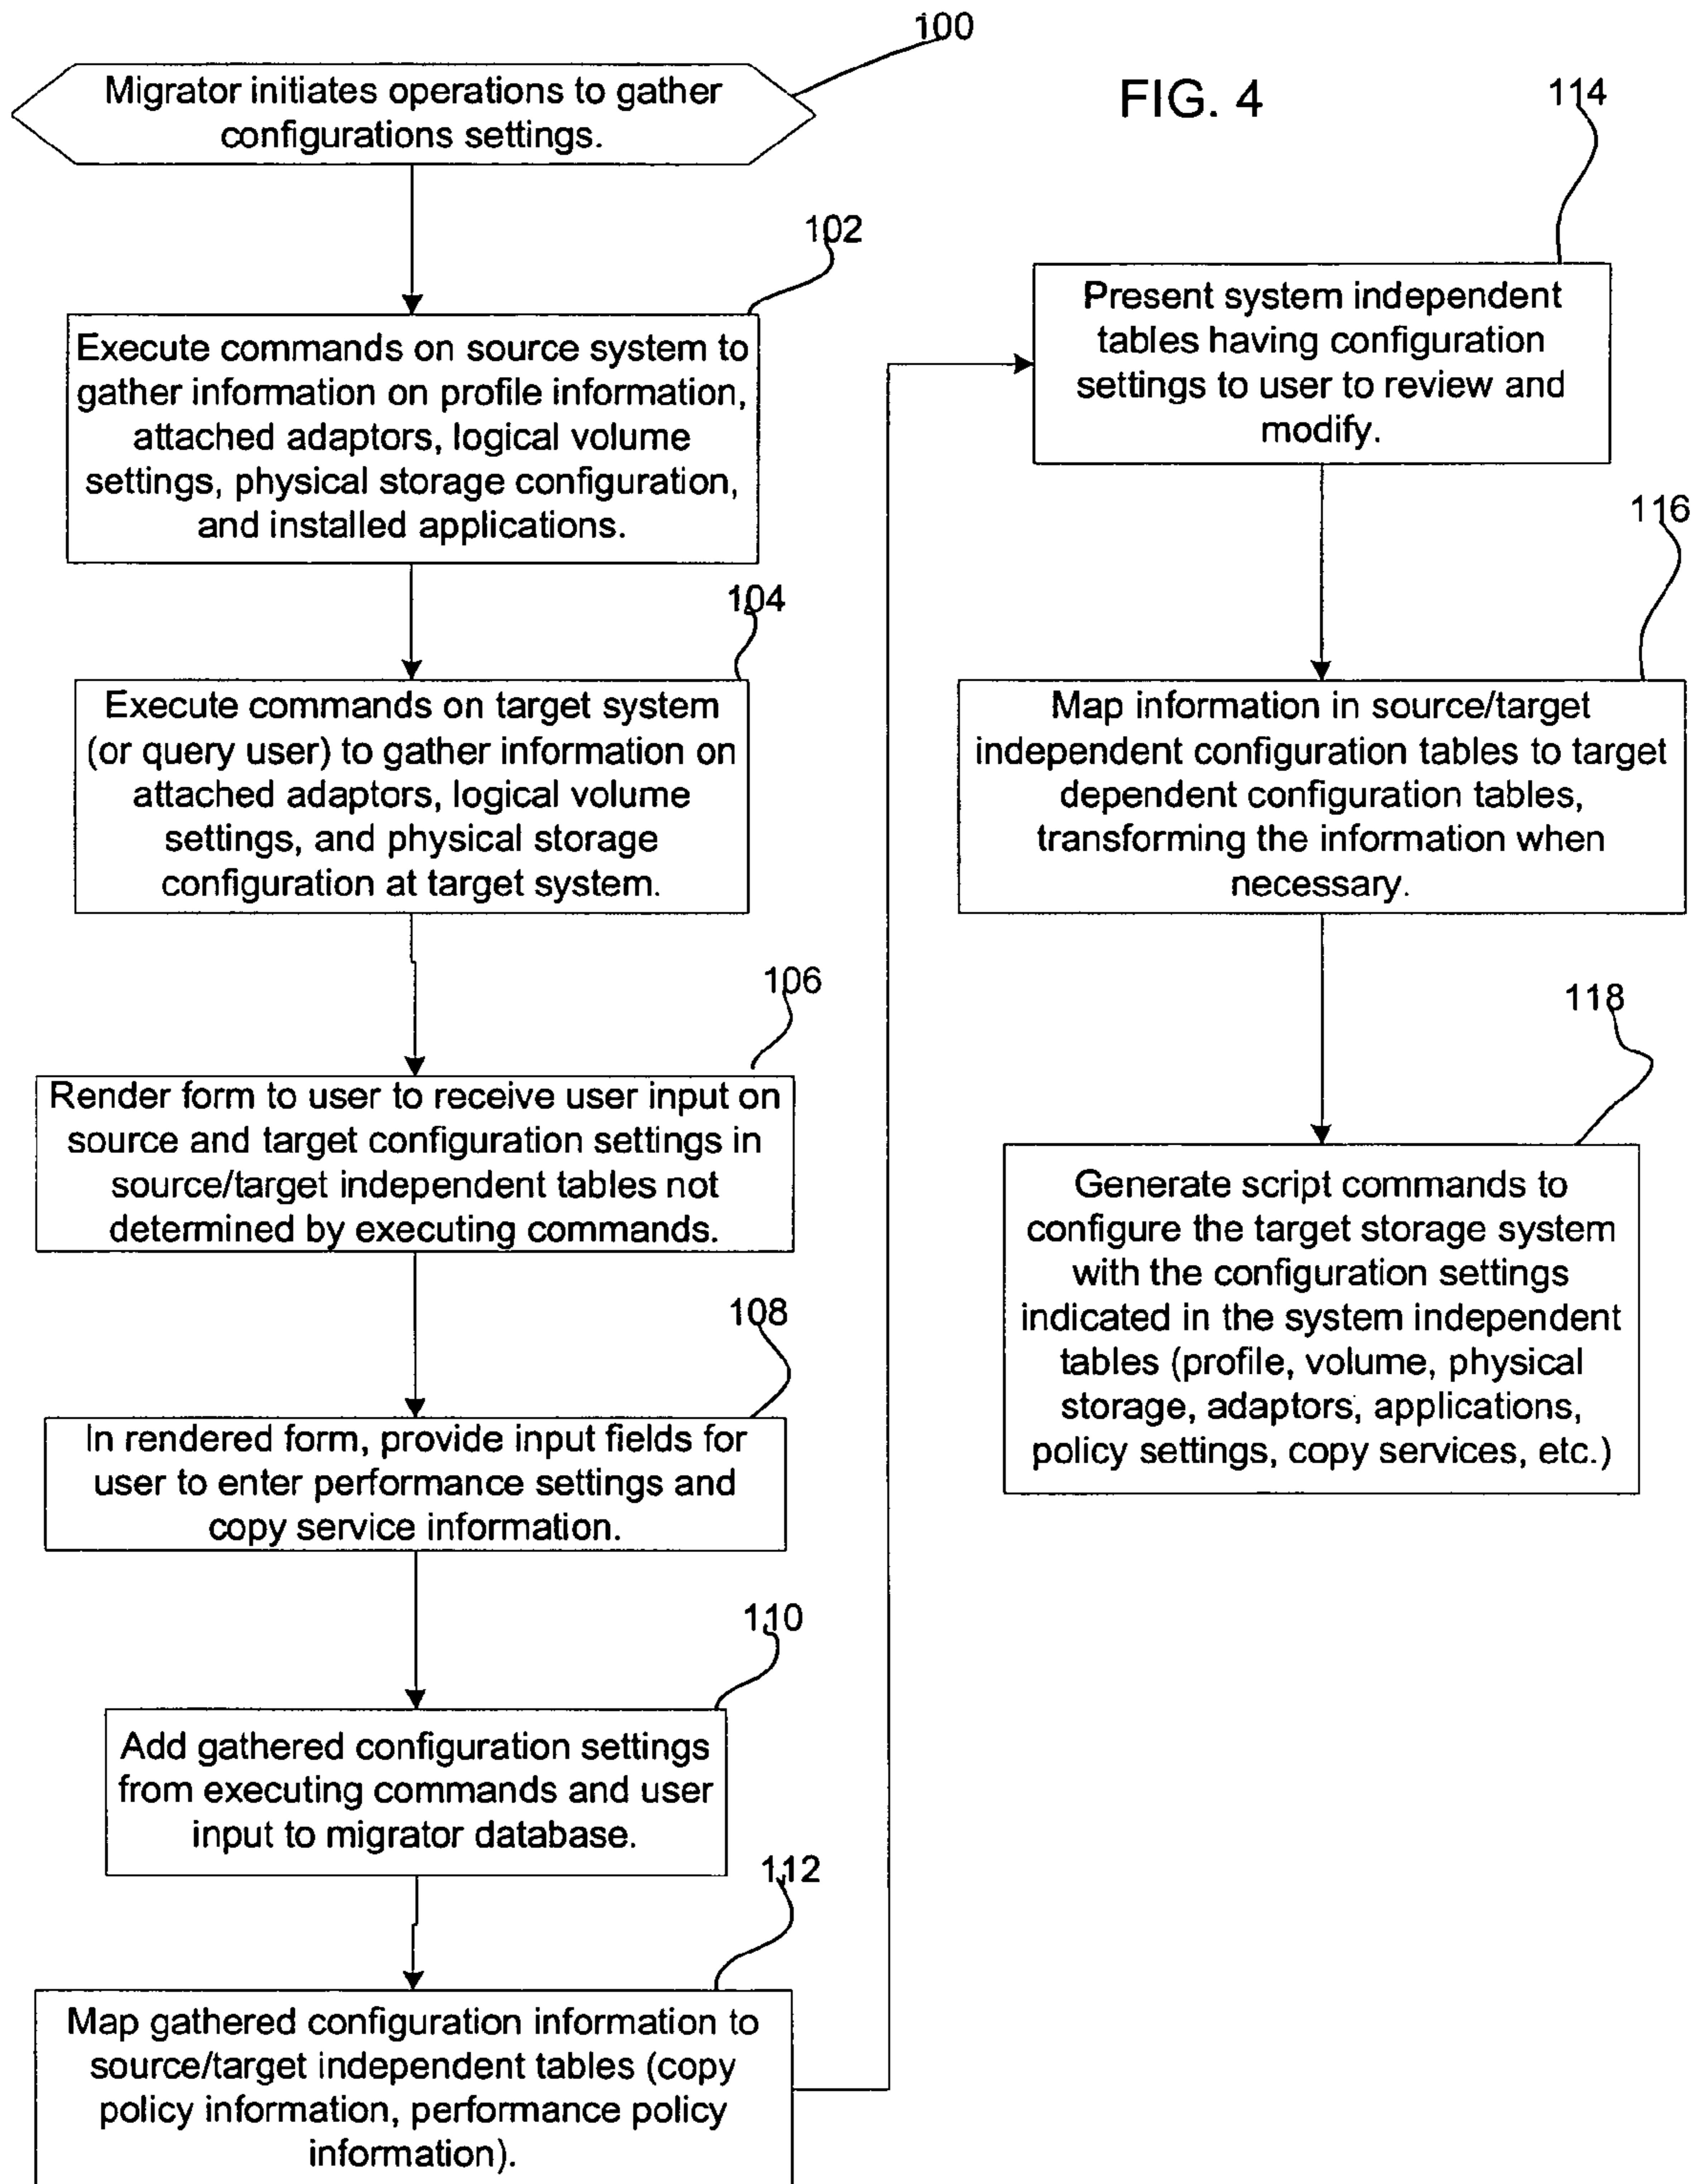 100
Migrator initiates operations to gather
configurations settings.
FIG. 4
102
Execute commands on source system to
gather information on profile information,
attached adaptors, logical volume
settings, physical storage configuration,
and installed applications.
104
Execute commands on target system
(or query user) to gather information on
attached adaptors, logical volume
settings, and physical storage
configuration at target system.
106
Render form to user to receive user input on
source and target configuration settings in
source/target independent tables not
determined by executing commands.
108
In rendered form, provide input fields for
user to enter performance settings and
copy service information.
110
Add gathered configuration settings
from executing commands and user
input to migrator database.
112
Map gathered configuration information to
source/target independent tables (copy
policy information, performance policy
information).
114
Present system independent
tables having configuration
settings to user to review and
modify.
116
Map information in source/target
independent configuration tables to target
dependent configuration tables,
transforming the information when
necessary.
118
Generate script commands to
configure the target storage system
with the configuration settings
indicated in the system independent
tables (profile, volume, physical
storage, adaptors, applications,
policy settings, copy services, etc.)